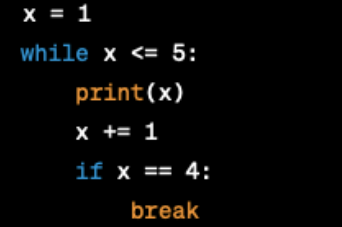 x = 1
while x <= 5:
    print(x)
    x += 1
    if x == 4:
        break